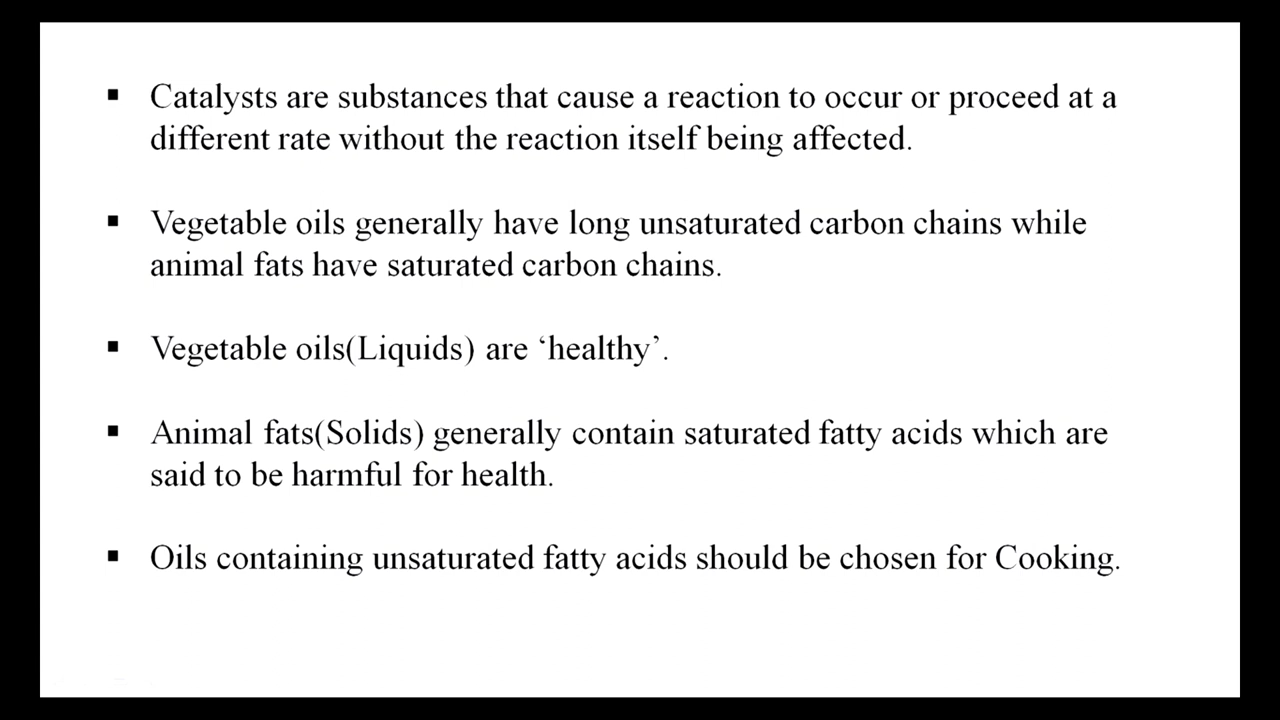 ▪ Catalysts are substances that cause a reaction to occur or proceed at a
different rate without the reaction itself being affected.
▪ Vegetable oils generally have long unsaturated carbon chains while
animal fats have saturated carbon chains.
▪ Vegetable oils(Liquids) are ‘healthy’.
▪ Animal fats(Solids) generally contain saturated fatty acids which are
said to be harmful for health.
▪ Oils containing unsaturated fatty acids should be chosen for Cooking.